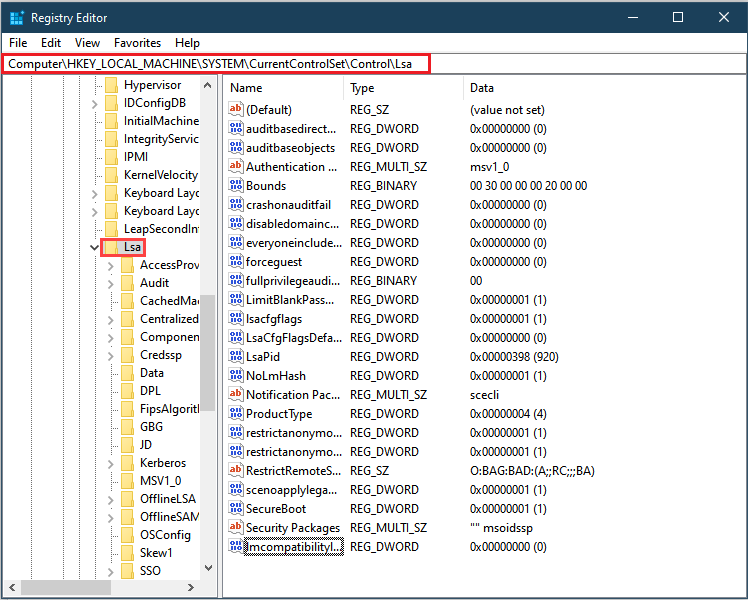 Registry Editor
File Edit View Favorites Help
Computer\HKEY_LOCAL_MACHINE\SYSTEM\CurrentControlSet\Control\Lsa
Hypervisor
IDConfigDB
InitialMachine
IntegrityServic
IPMI
KernelVelocity
Keyboard Layo
Keyboard Layo
LeapSecondInf
Lsa
AccessProv
Audit
CachedMac
Centralized
Componen
Credssp
Data
DPL
FipsAlgorith
GBG
JD
Kerberos
MSV1_0
OfflineLSA
OfflineSAM
OSConfig
Skew1
SSO
Name Type Data
(Default) REG_SZ (value not set)
auditbasedirect... REG_DWORD 0x00000000 (0)
auditbaseobjects REG_DWORD 0x00000000 (0)
Authentication ... REG_MULTI_SZ msv1_0
Bounds REG_BINARY 00 30 00 00 00 20 00 00
crashonauditfail REG_DWORD 0x00000000 (0)
disabledomainc... REG_DWORD 0x00000000 (0)
everyoneinclude... REG_DWORD 0x00000000 (0)
forceguest REG_DWORD 0x00000000 (0)
fullprivilegeaudi... REG_BINARY 00
LimitBlankPass... REG_DWORD 0x00000001 (1)
lsacfgflags REG_DWORD 0x00000001 (1)
LsaCfgFlagsDefa... REG_DWORD 0x00000000 (0)
LsaPid REG_DWORD 0x00000398 (920)
NoLmHash REG_DWORD 0x00000001 (1)
Notification Pac... REG_MULTI_SZ scecli
ProductType REG_DWORD 0x00000004 (4)
restrictanonymo... REG_DWORD 0x00000001 (1)
restrictanonymo... REG_DWORD 0x00000001 (1)
RestrictRemoteS... REG_SZ O:BAG:BAD:(A;;RC;;;BA)
scenoapplylega... REG_DWORD 0x00000001 (1)
SecureBoot REG_DWORD 0x00000001 (1)
Security Packages REG_MULTI_SZ "" msoidssp
lmcompatibilityl... REG_DWORD 0x00000000 (0)